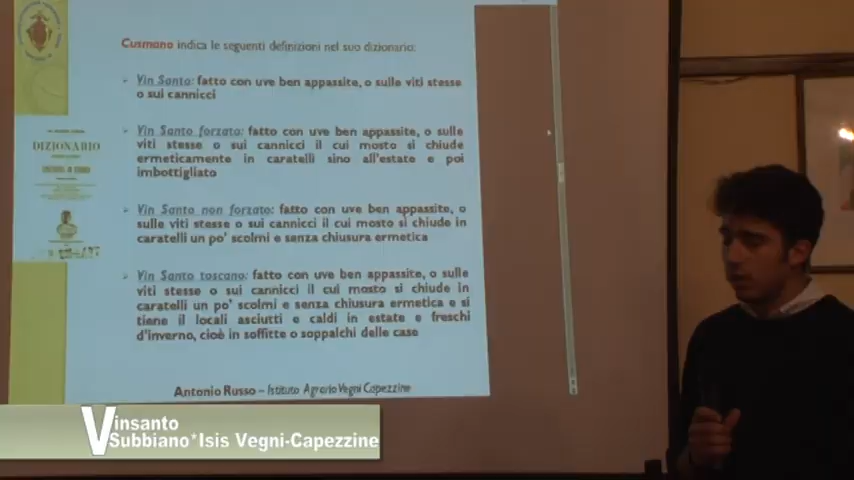 Cusmano indica le seguenti definizioni nel suo dizionario:
Vin Santo: fatto con uve ben appassite, o sulle viti stesse
o sui cannicci
Vin Santo forzato: fatto con uve ben appassite, o sulle
viti stesse o sui cannicci il cui mosto si chiude
ermeticamente in caratelli sino all'estate e poi
imbottigliato
DIZIONARIO
Vin Santo non forzato: fatto con uve ben appassite, o
sulle viti stesse o sui cannicci il cui mosto si chiude in
caratelli un po' scolmi e senza chiusura ermetica
Vin Santo toscano: fatto con uve ben appassite, o sulle
viti stesse o sui cannicci il cui mosto si chiude in
caratelli un po' scolmi e senza chiusura ermetica e si
tiene il locali asciutti e caldi in estate e freschi
d'inverno, cioè in soffitte o soppalchi delle case
Antonio Russo – Istituto Agrario Vegni Capezzine
Vinsanto
Subbiano*Isis Vegni-Capezzine